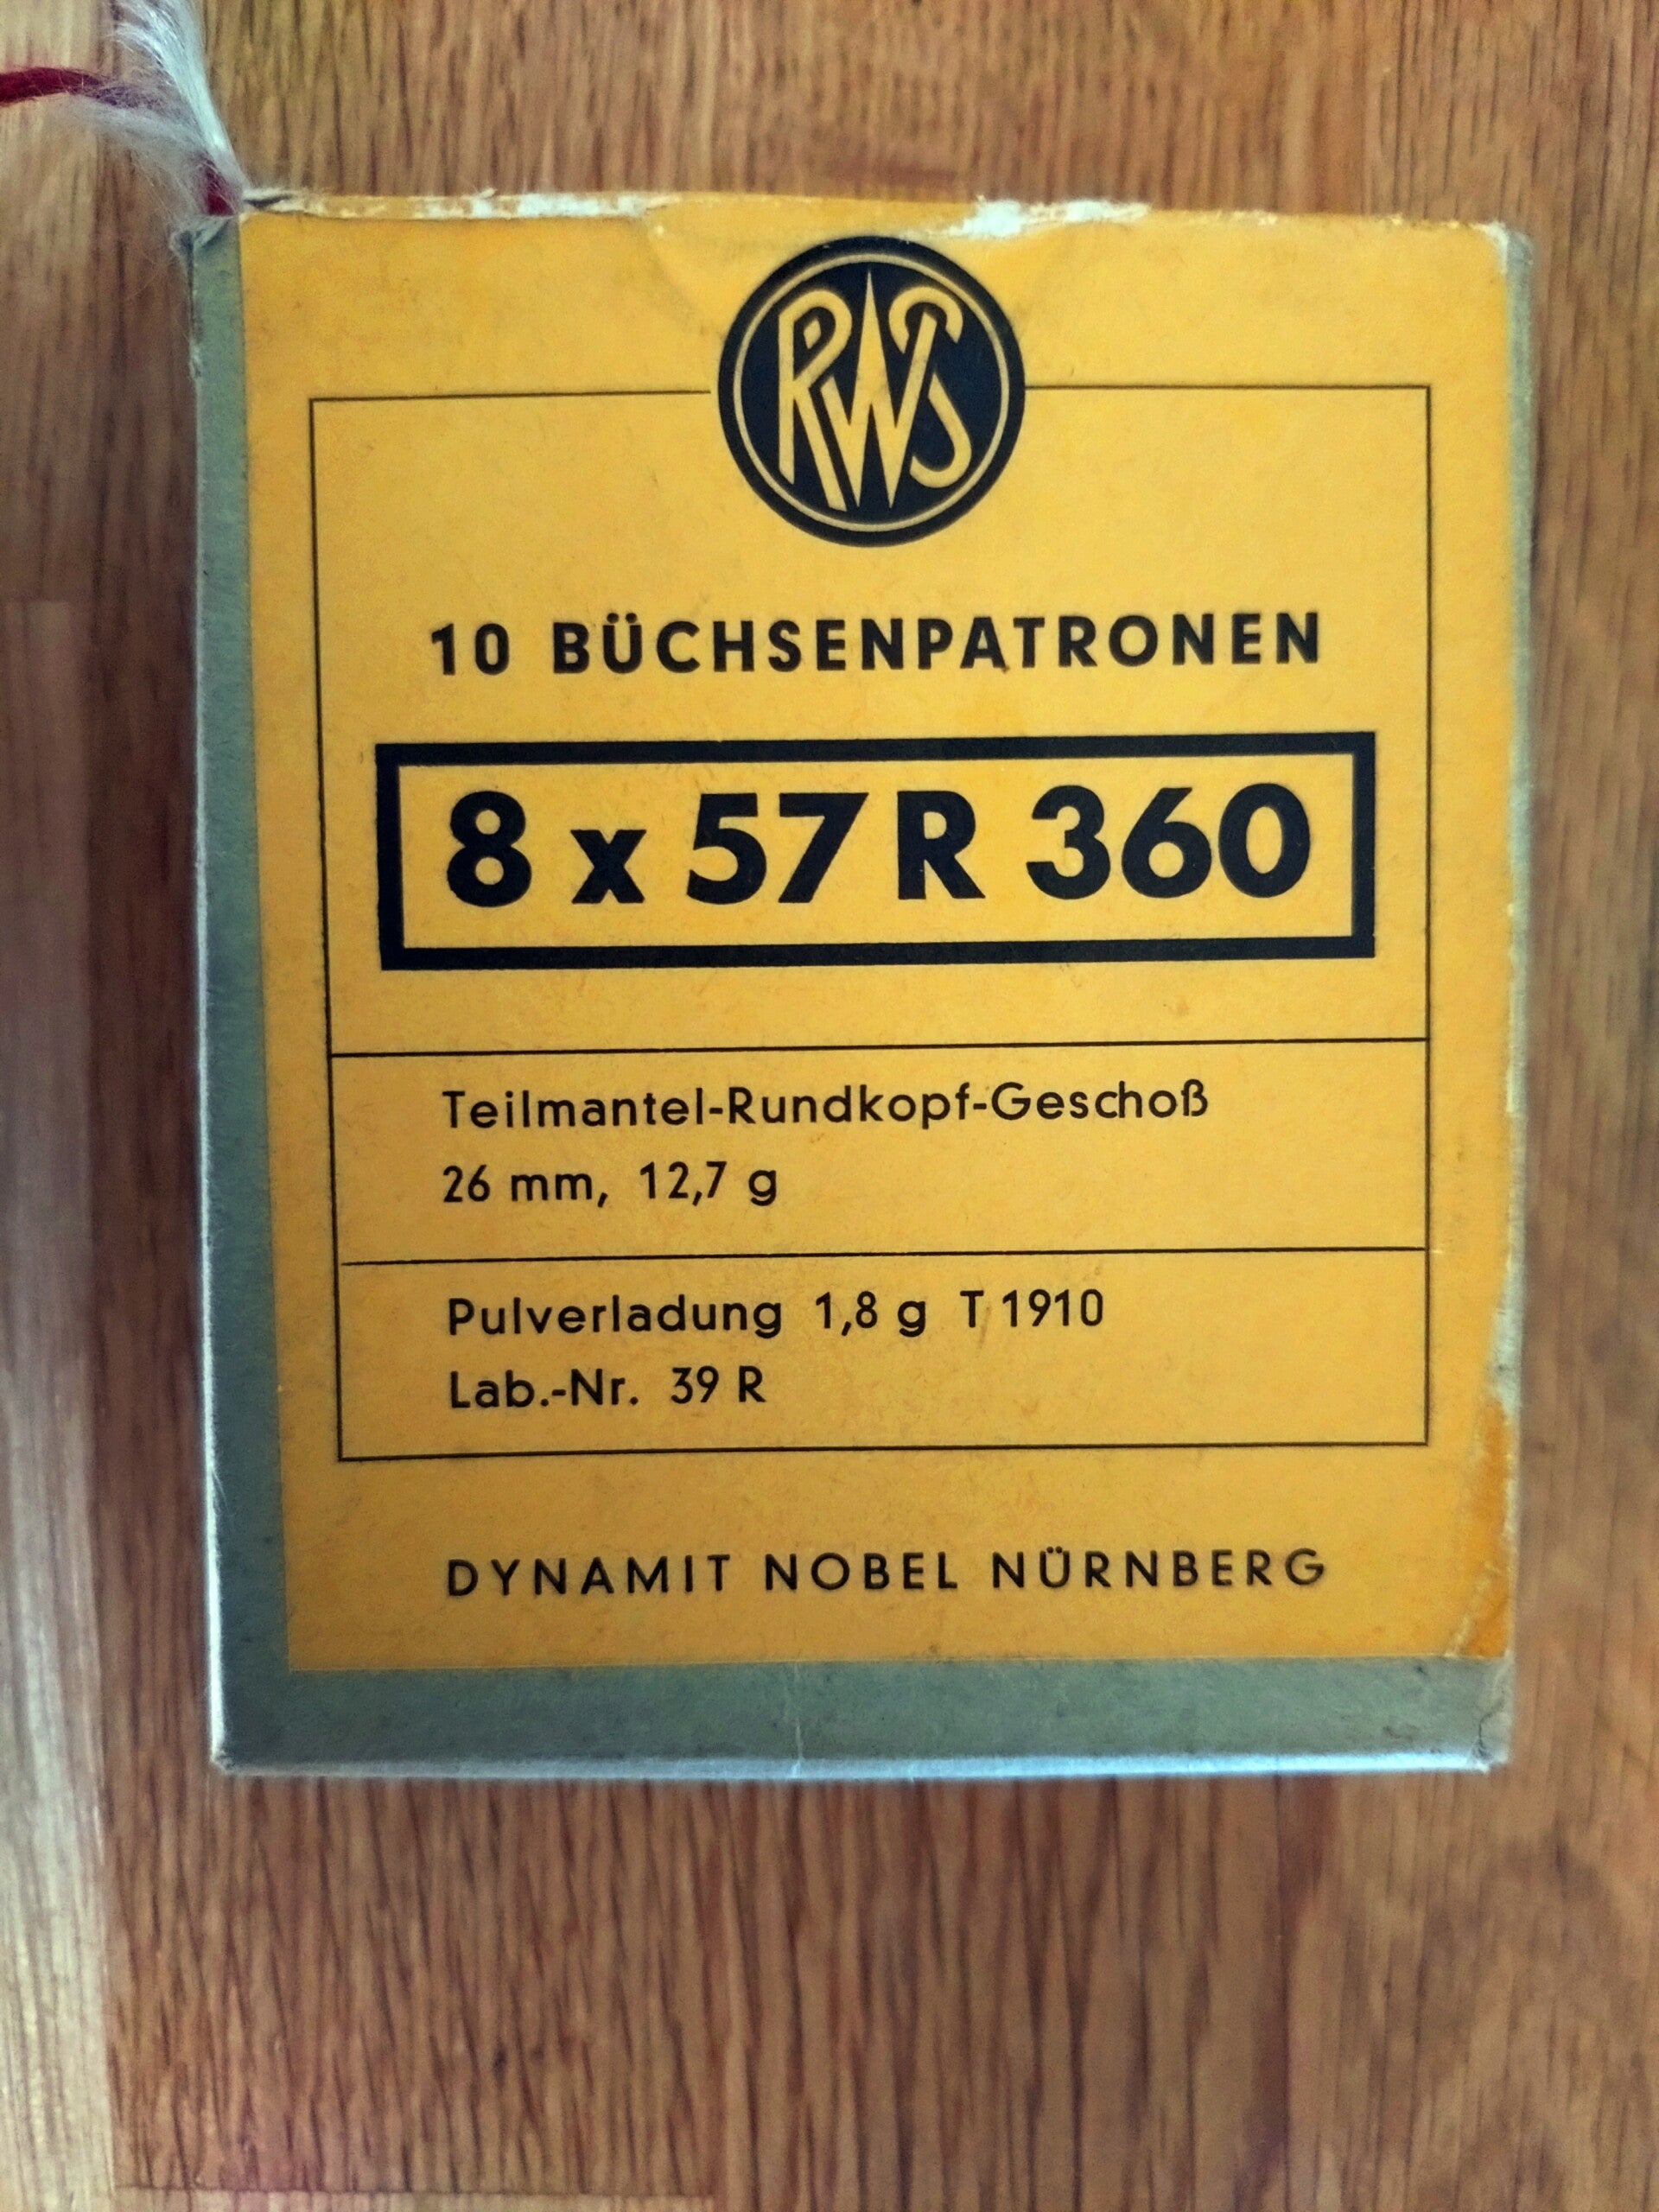 RWS
10 BÜCHSENPATRONEN
8 x 57 R 360
Teilmantel-Rundkopf-Geschoß
26 mm, 12,7 g
Pulverladung 1,8 g T 1910
Lab.-Nr. 39 R
DYNAMIT NOBEL NÜRNBERG